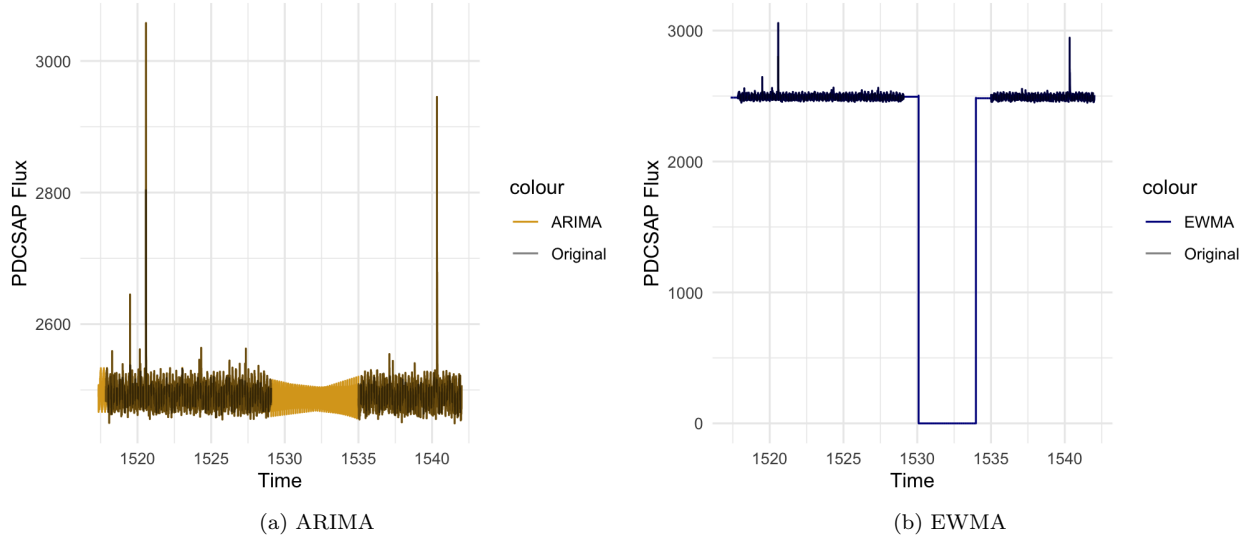 3000
2800
2600
PDCSAP Flux
1520 1525 1530 1535 1540
Time
colour
ARIMA
Original
(a) ARIMA
3000
2000
1000
0
PDCSAP Flux
1520 1525 1530 1535 1540
Time
colour
EWMA
Original
(b) EWMA